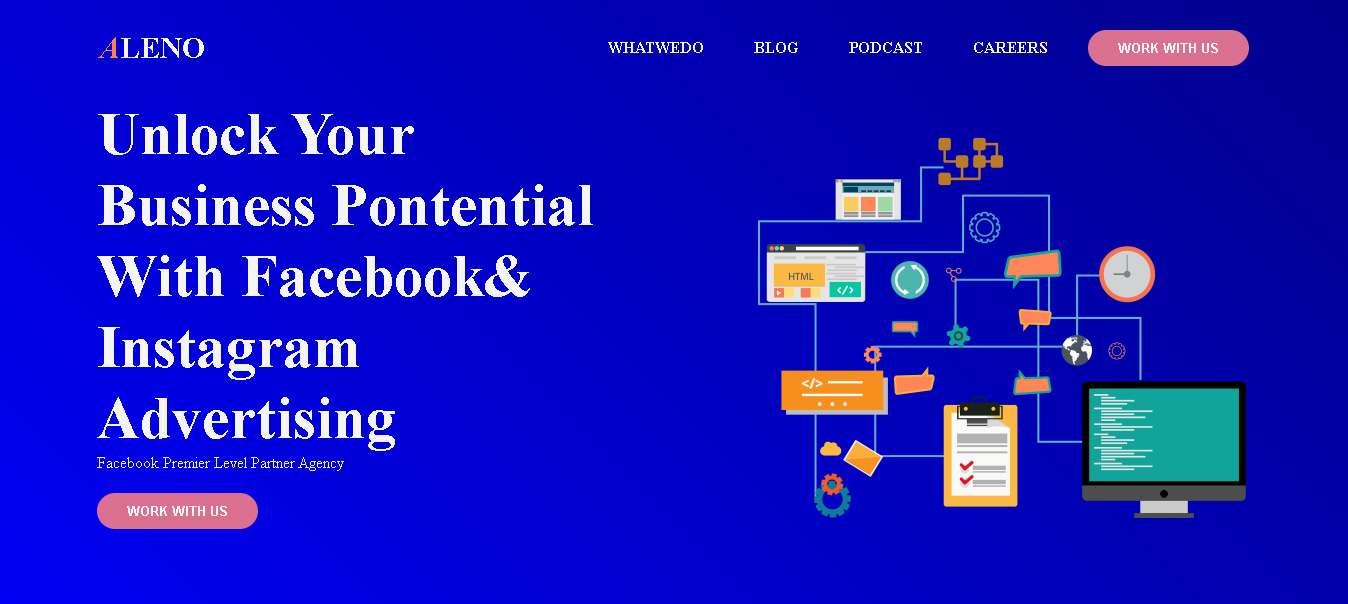 ALENO
WHATWEDO
BLOG
PODCAST
CAREERS
WORK WITH US
Unlock Your
Business Pontential
With Facebook&
Instagram
Advertising
Facebook Premier Level Partner Agency
WORK WITH US
HTML
</>
</>